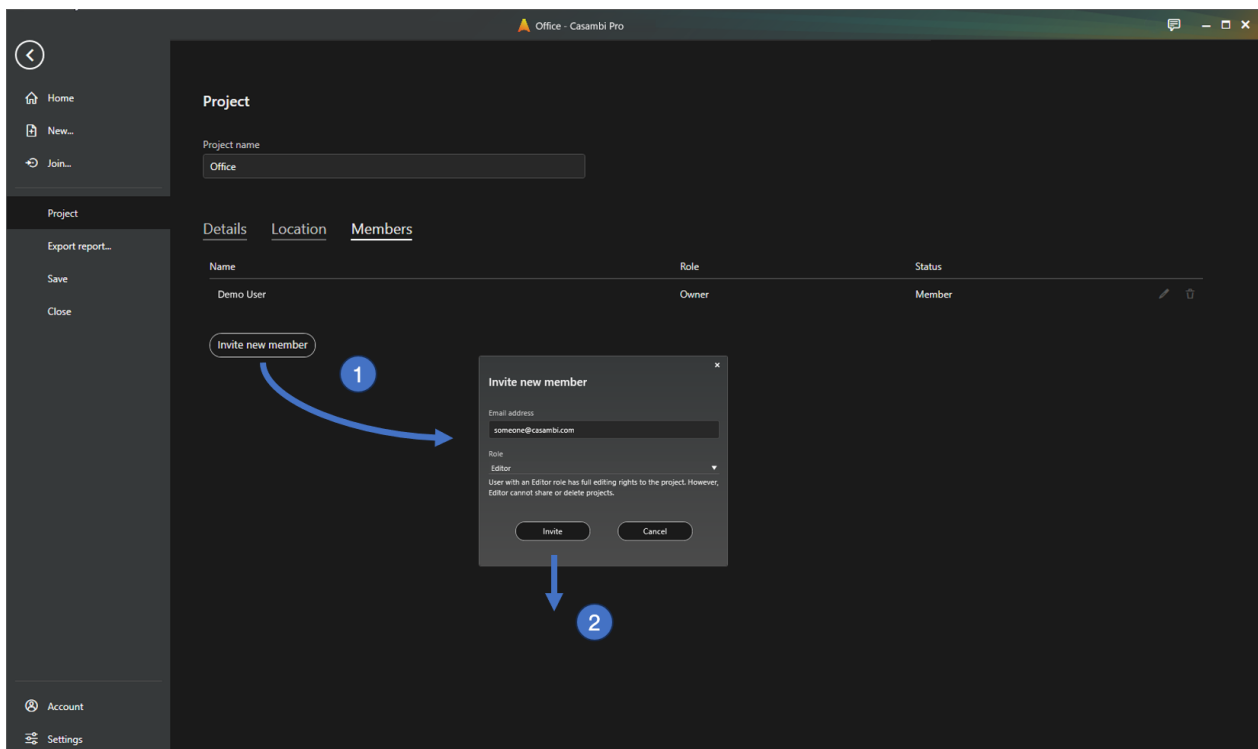 Office - Casambi Pro
Home
New...
Join...
Project
Export report...
Save
Close
Account
Settings
Project
Project name
Office
Details Location Members
Name Role Status
Demo User Owner Member
Invite new member
1
Invite new member
Email address
someone@casambi.com
Role
Editor
User with an Editor role has full editing rights to the project. However,
Editor cannot share or delete projects.
Invite Cancel
2